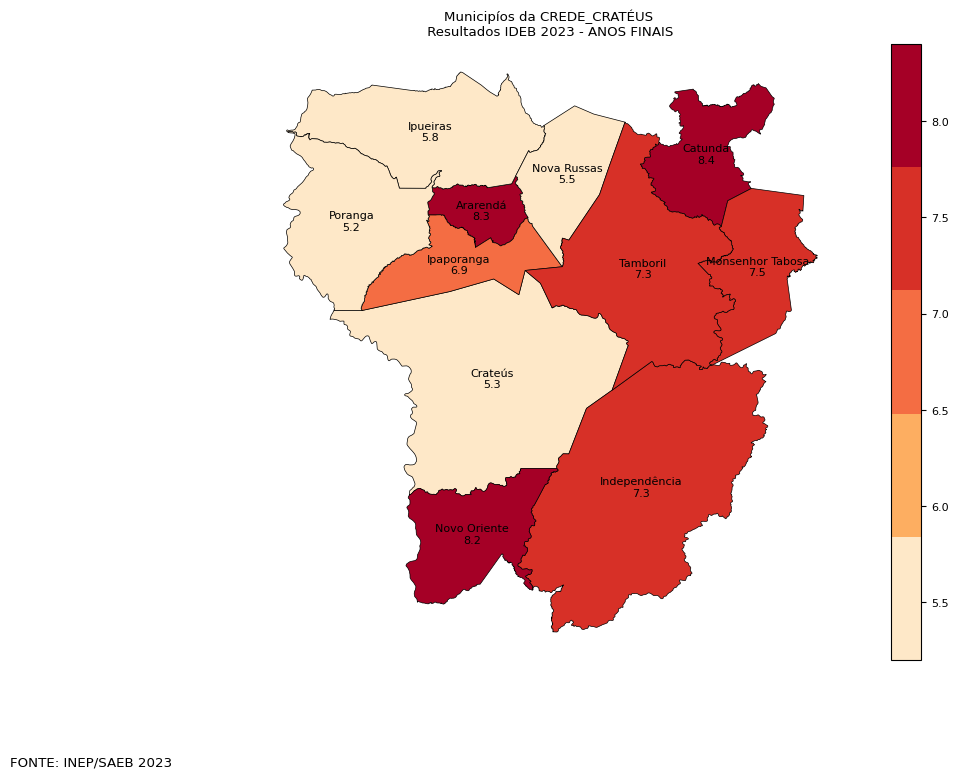 Municipíos da CREDE_CRATÉUS
Resultados IDEB 2023 - ANOS FINAIS
Ipueiras
5.8
Catunda
8.4
Nova Russas
5.5
Ararendá
8.3
Poranga
5.2
Ipaporanga
6.9
Tamboril
7.3
Monsenhor Tabosa
7.5
Crateús
5.3
Independência
7.3
Novo Oriente
8.2
8.0
7.5
7.0
6.5
6.0
5.5
FONTE: INEP/SAEB 2023